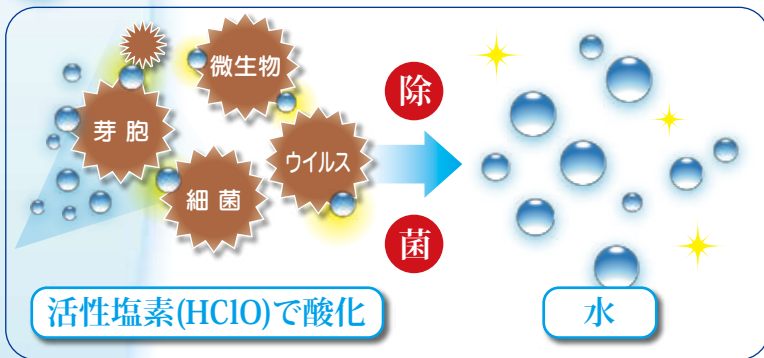 微生物
芽胞
ウイルス
細菌
除
菌
活性塩素(HClO)で酸化
水